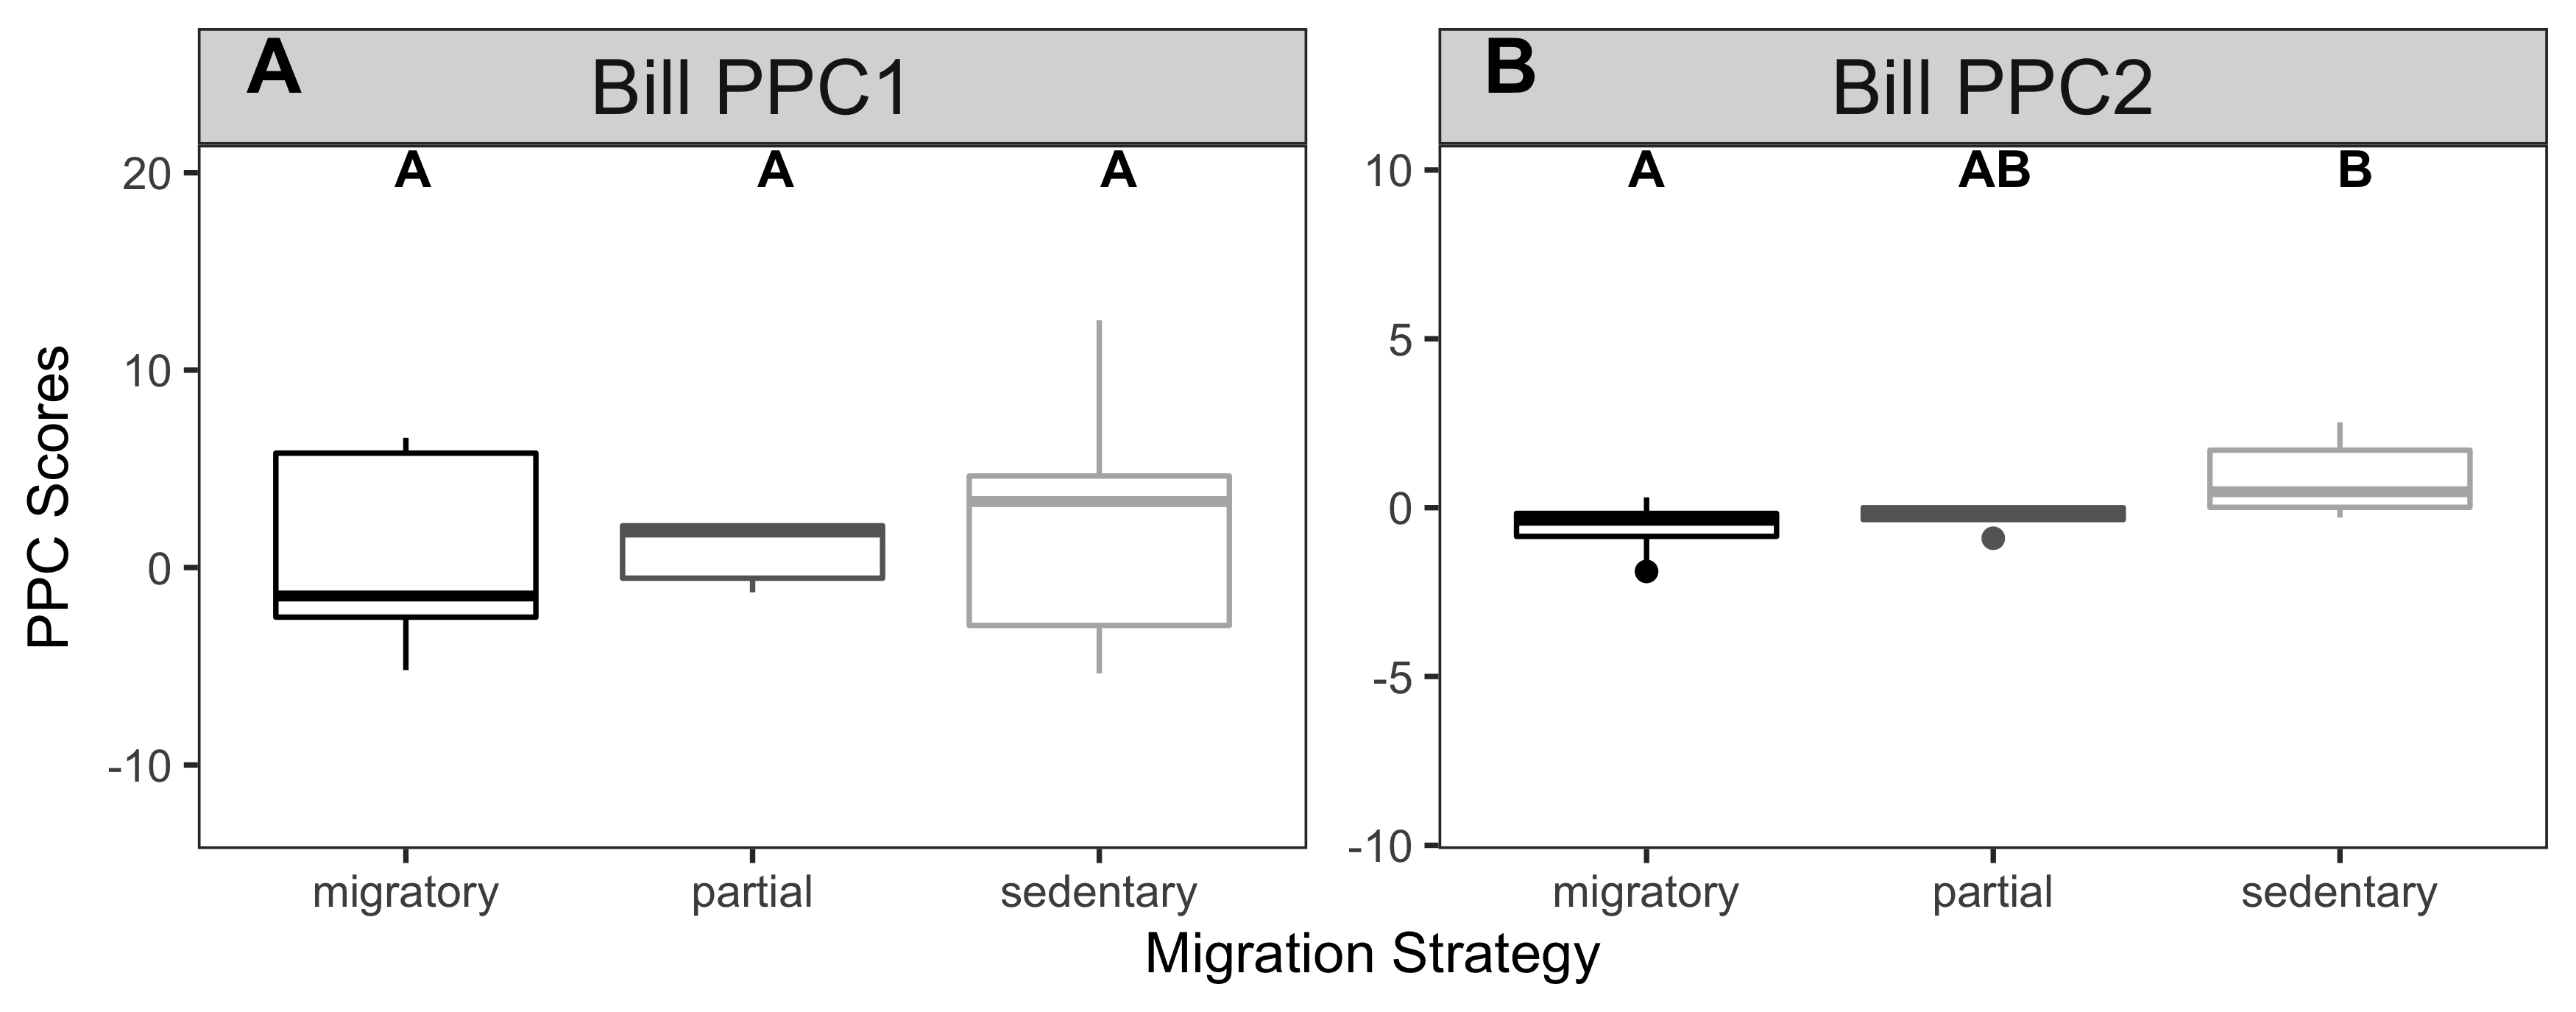 A
Bill PPC1
B
Bill PPC2
A A A
A AB B
PPC Scores
20
10
0
-10
10
5
0
-5
-10
migratory partial sedentary
migratory partial sedentary
Migration Strategy